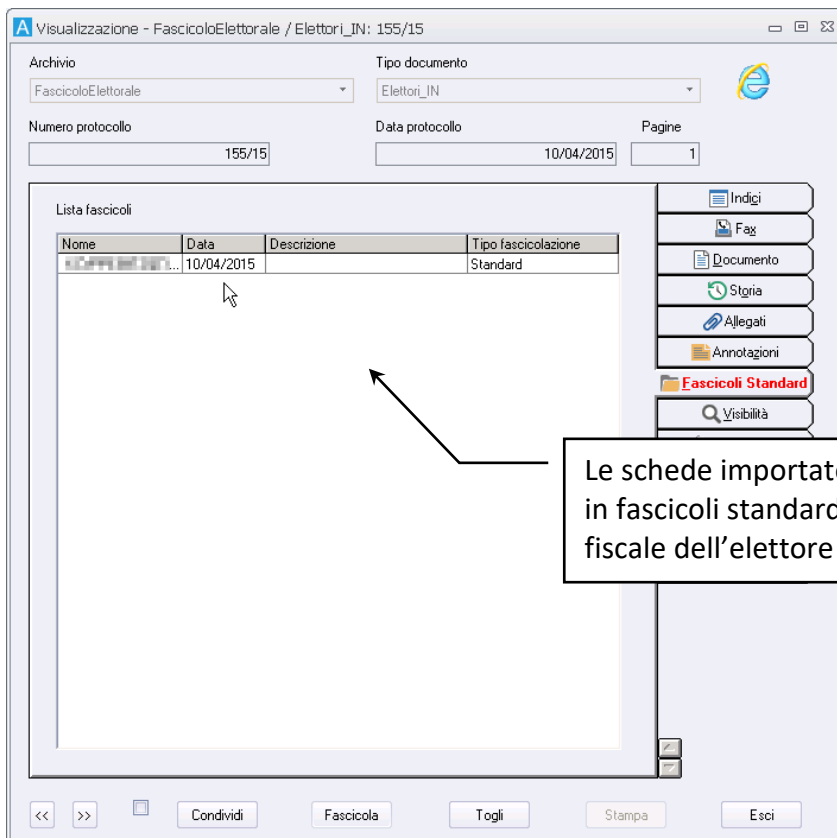 A Visualizzazione - FascicoloElettorale / Elettori_IN: 155/15
Archivio
Tipo documento
FascicoloElettorale
Elettori_IN
Numero protocollo
Data protocollo
Pagine
155/15
10/04/2015
1
Lista fascicoli
Nome Data Descrizione Tipo fascicolazione
... 10/04/2015 Standard
Indici
Fax
Documento
Storia
Allegati
Annotazioni
Fascicoli Standard
Visibilità
Le schede importate
in fascicoli standard
fiscale dell’elettore
<< >> Condividi Fascicola Togli Stampa Esci